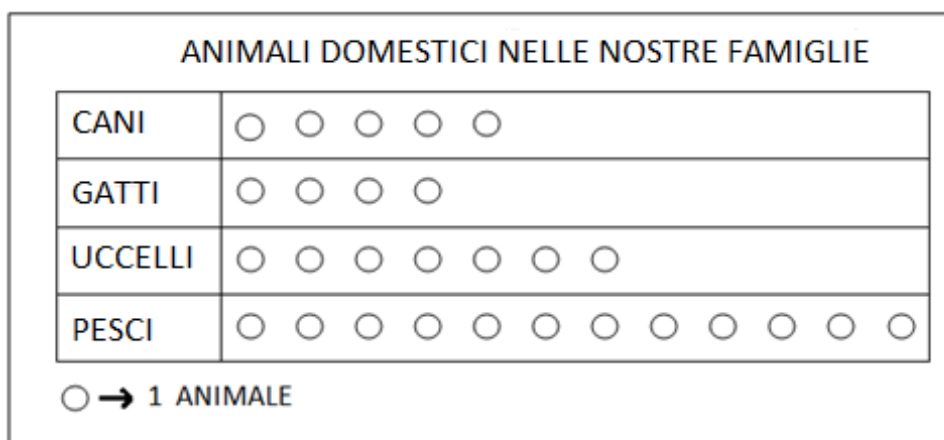 ANIMALI DOMESTICI NELLE NOSTRE FAMIGLIE
CANI
GATTI
UCCELLI
PESCI
→ 1 ANIMALE